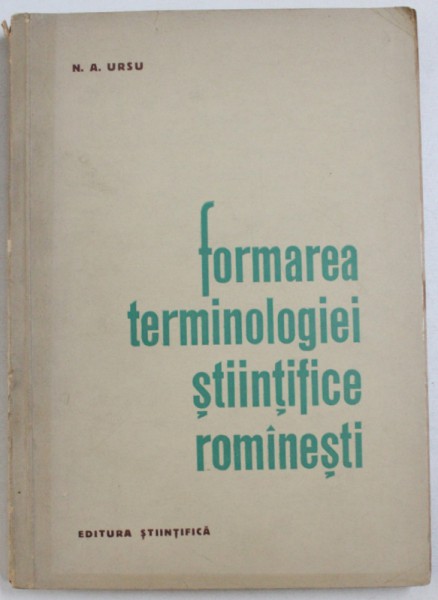 N. A. URSU
formarea
terminologiei
științifice
romînești
EDITURA ȘTIINȚIFICĂ